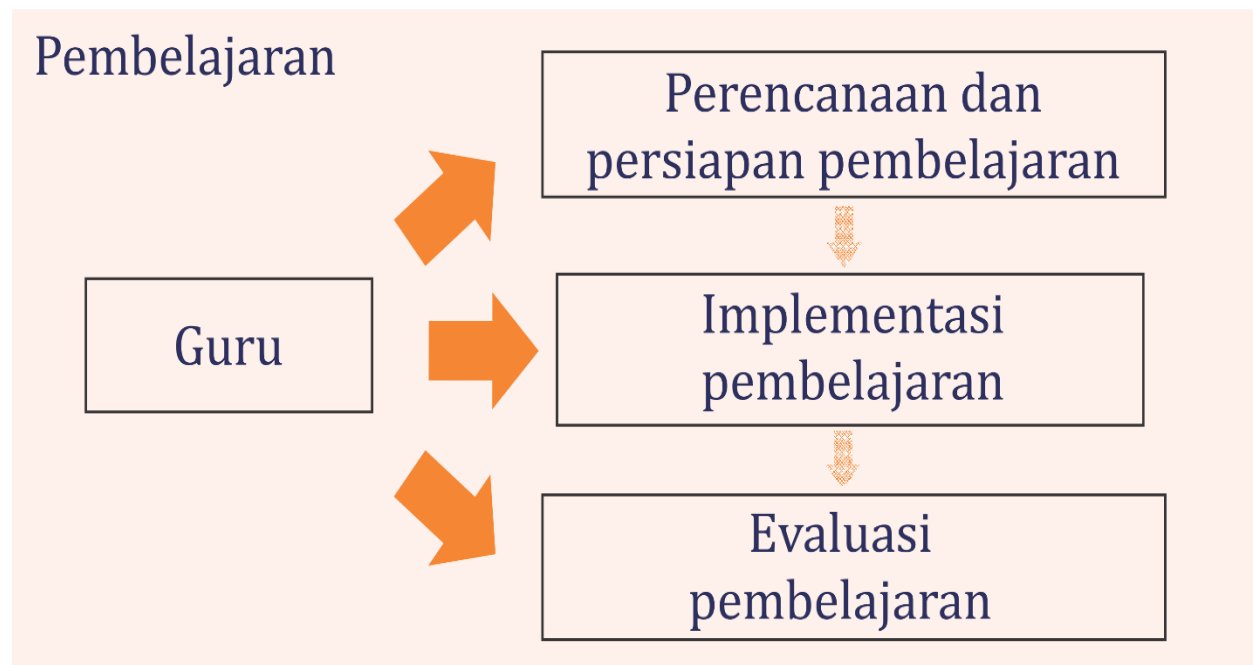 Pembelajaran
Perencanaan dan
persiapan pembelajaran
Guru
Implementasi
pembelajaran
Evaluasi
pembelajaran